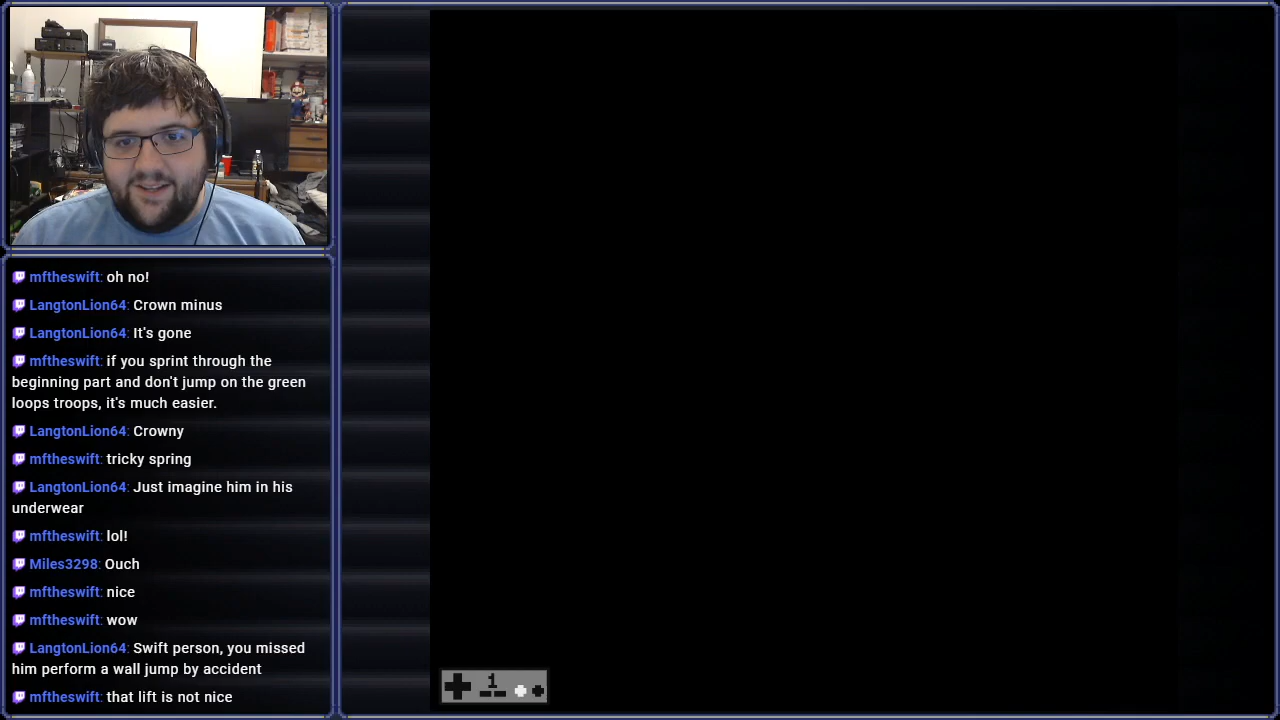 mftheswift: oh no!
LangtonLion64: Crown minus
LangtonLion64: It's gone
mftheswift: if you sprint through the
beginning part and don't jump on the green
loops troops, it's much easier.
LangtonLion64: Crowny
mftheswift: tricky spring
LangtonLion64: Just imagine him in his
underwear
mftheswift: lol!
Miles3298: Ouch
mftheswift: nice
mftheswift: wow
LangtonLion64: Swift person, you missed
him perform a wall jump by accident
mftheswift: that lift is not nice
1